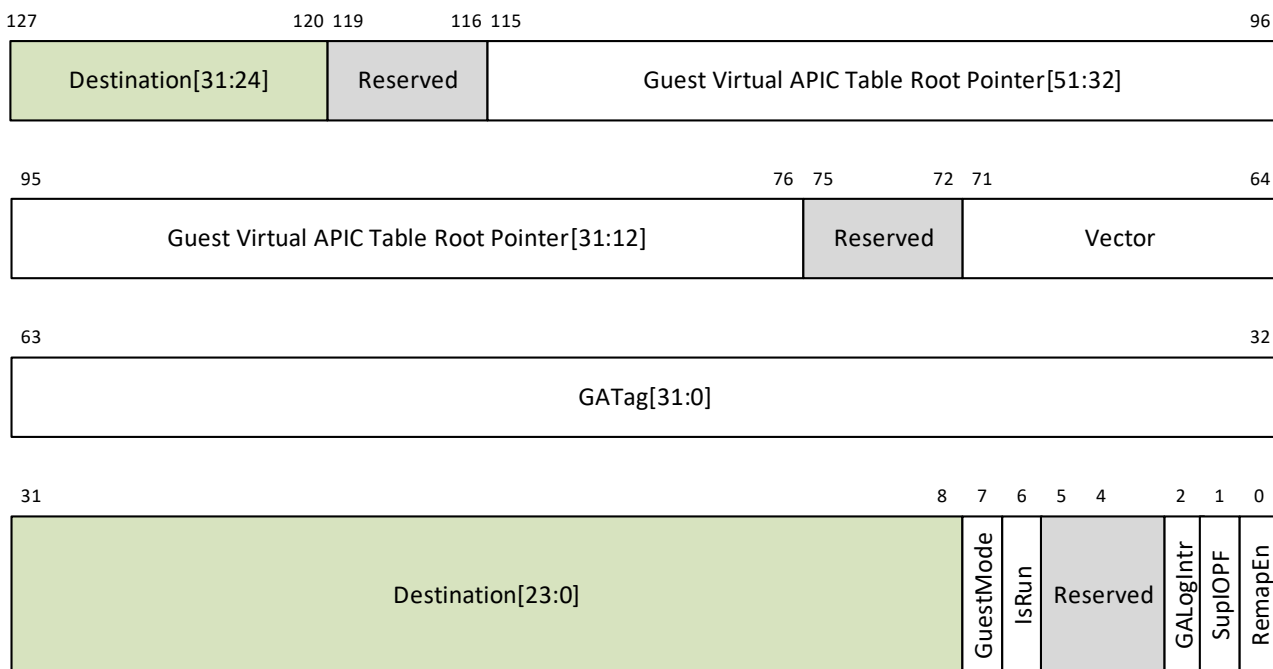 127 120 119 116 115 96
Destination[31:24] Reserved Guest Virtual APIC Table Root Pointer[51:32]
95 76 75 72 71 64
Guest Virtual APIC Table Root Pointer[31:12] Reserved Vector
63 32
GATag[31:0]
31 8 7 6 5 4 2 1 0
Destination[23:0] GuestMode IsRun Reserved GALogIntr SupIOPF RemapEn